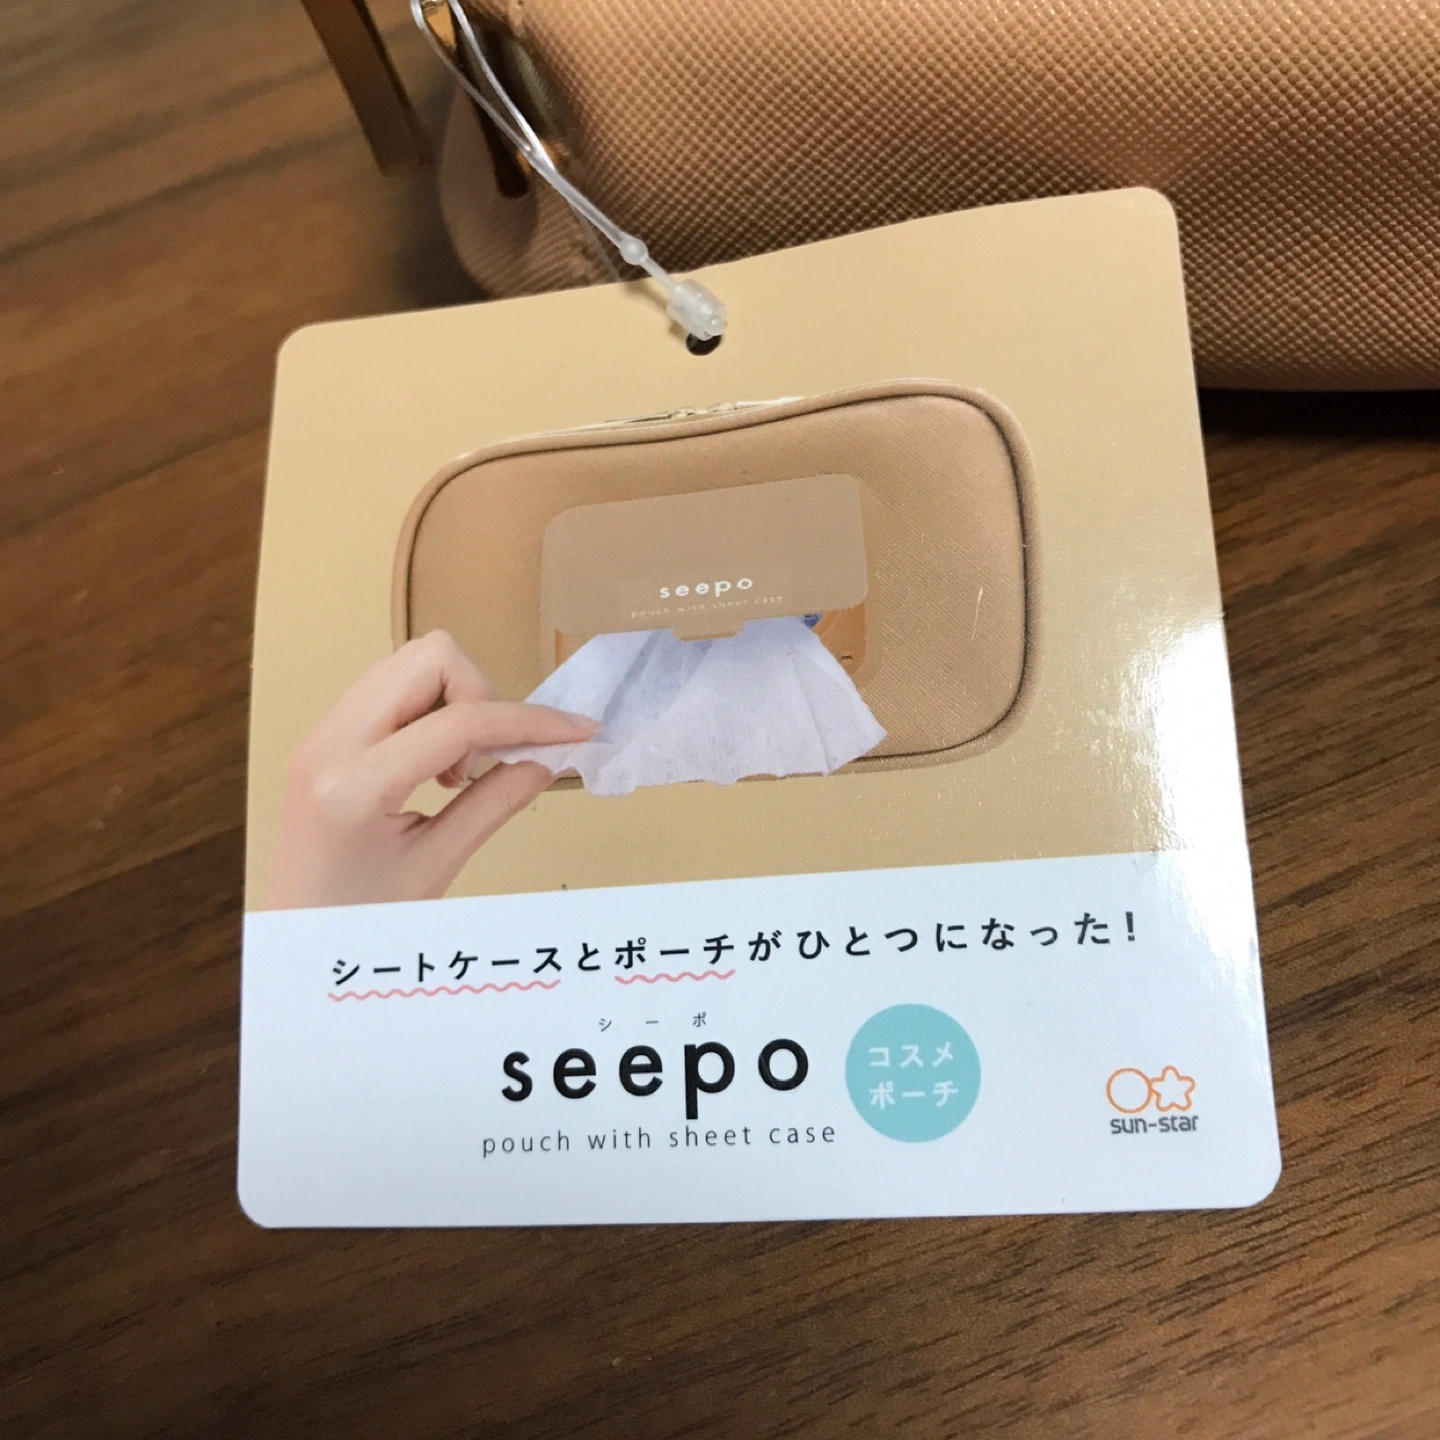 seepo
pouch with sheet case
シートケースとポーチがひとつになった!
シーポ
seepo
コスメ
ポーチ
pouch with sheet case
sun-star